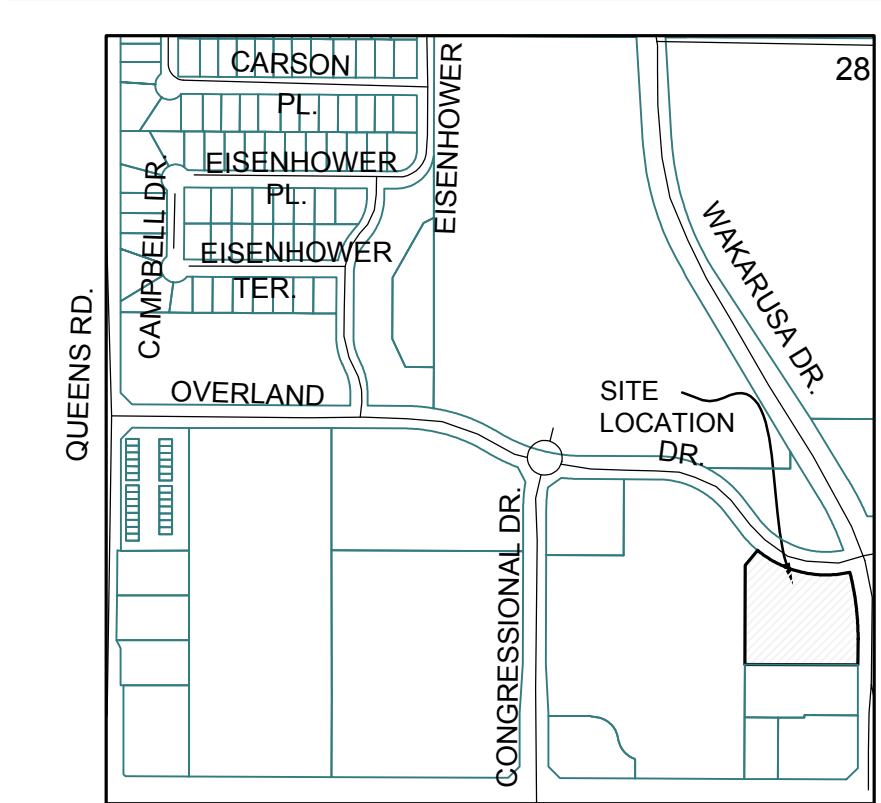 CARSON
PL.
28
EISENHOWER
EISENHOWER
PL.
CAMPBELL DR.
EISENHOWER
TER.
WAKARUSA DR.
QUEENS RD.
OVERLAND
SITE
LOCATION
DR.
CONGRESSIONAL DR.